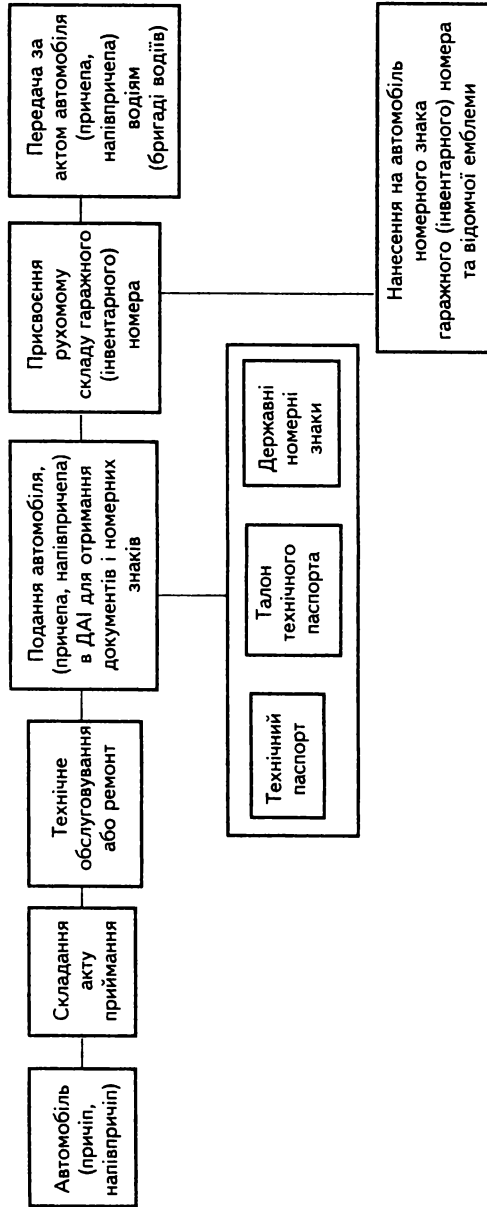 Автомобіль
(причіп,
напівпричіп)
Складання
акту
приймання
Технічне
обслуговування
або ремонт
Подання автомобіля,
(причепа, напівпричепа)
в ДАІ для отримання
документів і номерних
знаків
Присвоєння
рухомому
складу гаражного
(інвентарного)
номера
Передача за
актом автомобіля
(причепа,
напівпричепа)
водіям
(бригаді водіїв)
Технічний
паспорт
Талон
технічного
паспорта
Державні
номерні
знаки
Нанесення на автомобіль
номерного знака
гаражного (інвентарного) номера
та відомчої емблеми